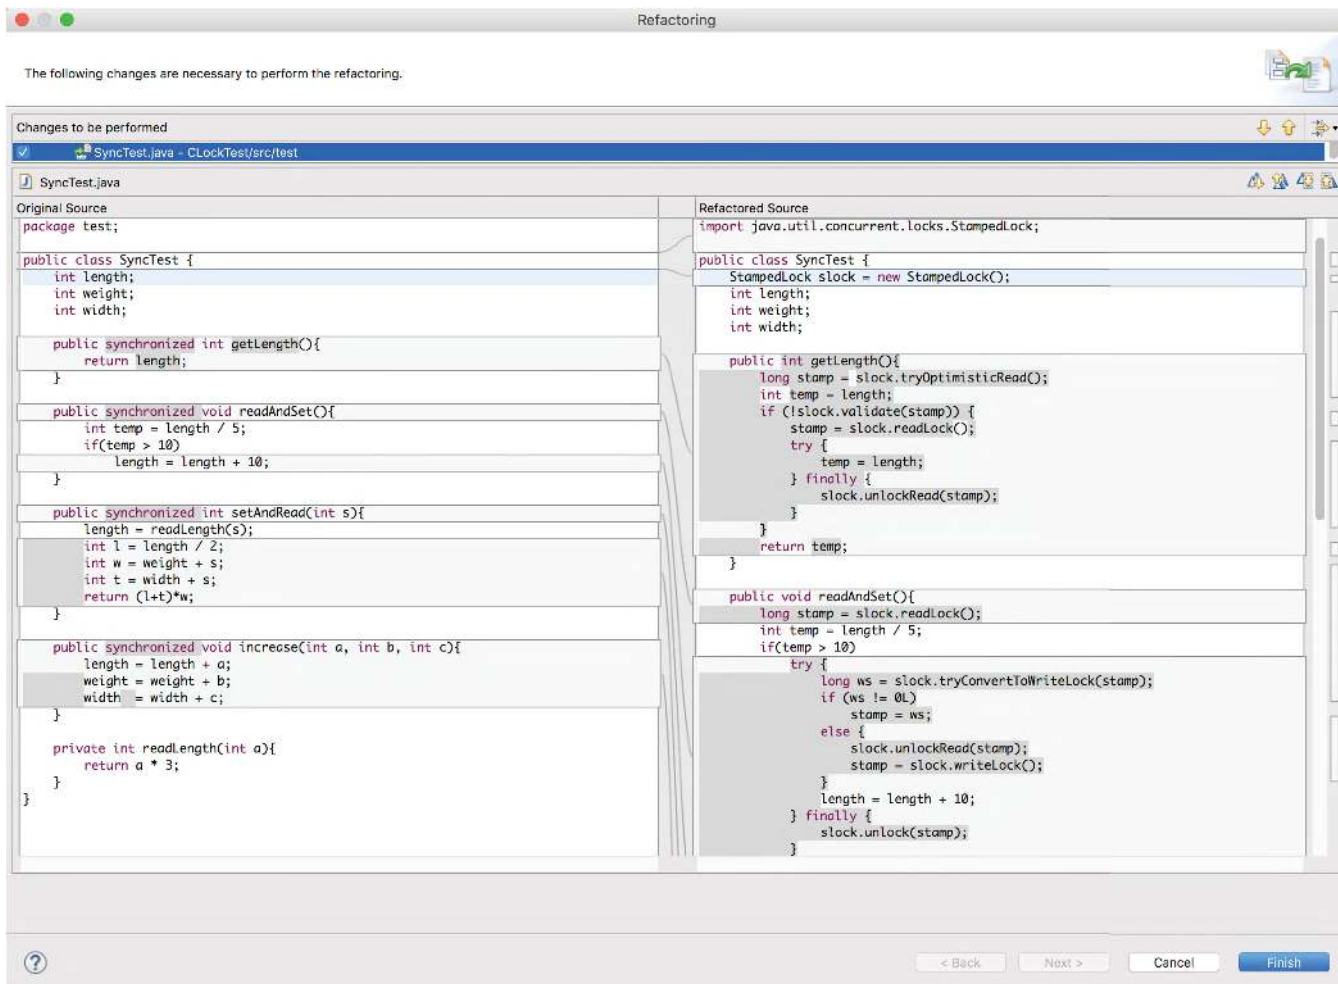 Refactoring
The following changes are necessary to perform the refactoring.
Changes to be performed
SyncTest.java - CLockTest/src/test
SyncTest.java
Original Source
package test;
public class SyncTest {
int length;
int weight;
int width;
public synchronized int getLength(){
return length;
}
public synchronized void readAndSet(){
int temp = length / 5;
if(temp > 10)
length = length + 10;
}
public synchronized int setAndRead(int s){
length = readLength(s);
int l = length / 2;
int w = weight + s;
int t = width + s;
return (l+t)*w;
}
public synchronized void increase(int a, int b, int c){
length = length + a;
weight = weight + b;
width = width + c;
}
private int readLength(int a){
return a * 3;
}
}
Refactored Source
import java.util.concurrent.locks.StampedLock;
public class SyncTest {
StampedLock slock = new StampedLock();
int length;
int weight;
int width;
public int getLength(){
long stamp = slock.tryOptimisticRead();
int temp = length;
if (!slock.validate(stamp)) {
stamp = slock.readLock();
try {
temp = length;
} finally {
slock.unlockRead(stamp);
}
}
return temp;
}
public void readAndSet(){
long stamp = slock.readLock();
int temp = length / 5;
if(temp > 10)
try {
long ws = slock.tryConvertToWriteLock(stamp);
if (ws != 0L)
stamp = ws;
else {
slock.unlockRead(stamp);
stamp = slock.writeLock();
}
length = length + 10;
} finally {
slock.unlock(stamp);
}
?
< Back
Next >
Cancel
Finish